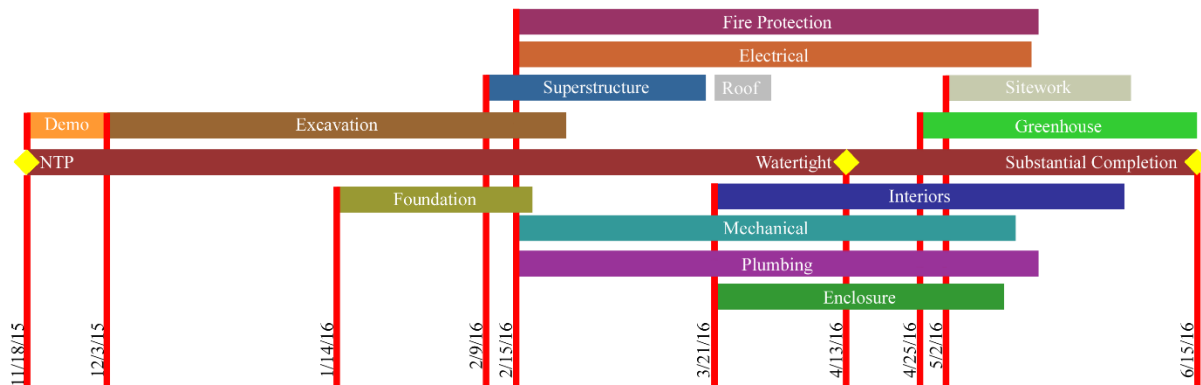 Fire Protection
Electrical
Superstructure
Roof
Sitework
Demo
Excavation
Greenhouse
NTP
Watertight
Substantial Completion
Foundation
Interiors
Mechanical
Plumbing
Enclosure
11/18/15
12/3/15
1/14/16
2/9/16
2/15/16
3/21/16
4/13/16
4/25/16
5/2/16
6/15/16